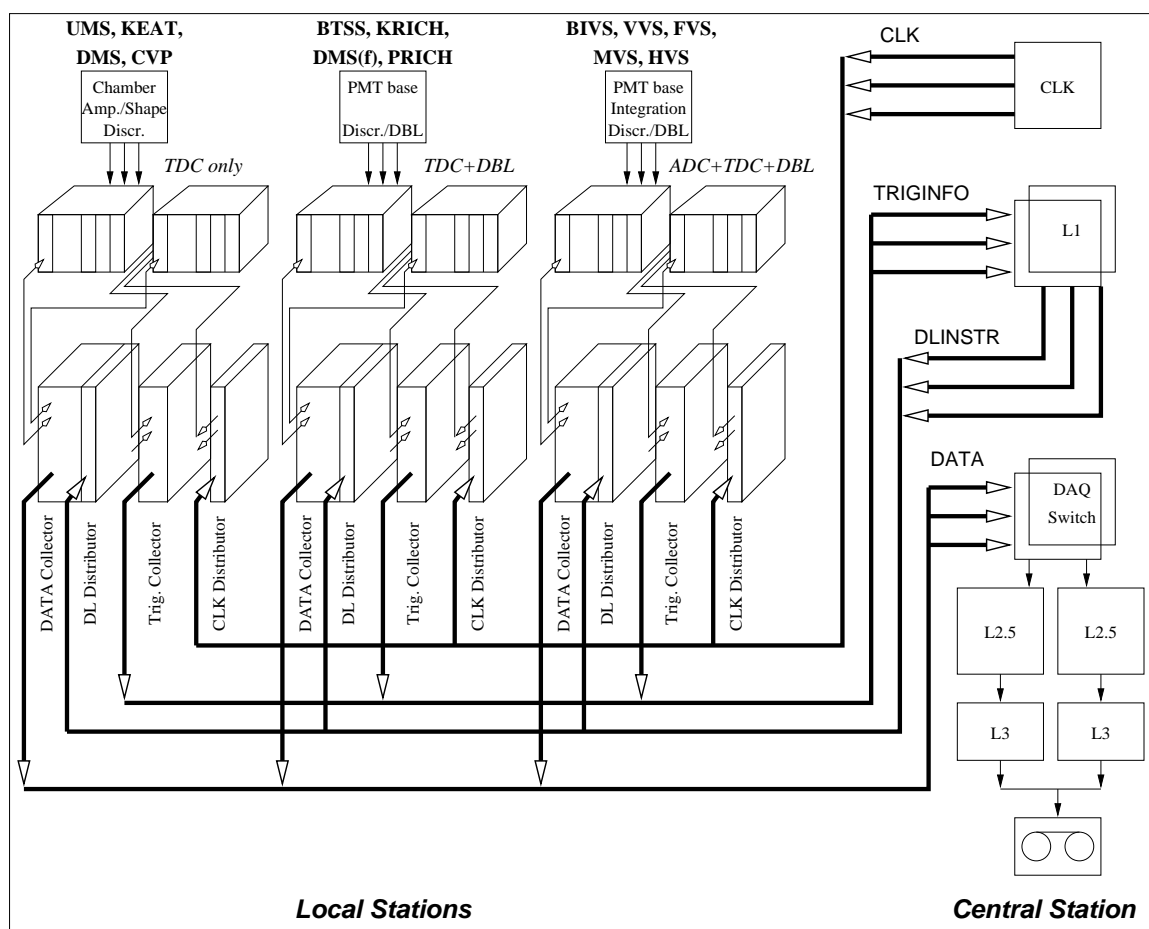 UMS, KEAT,
DMS, CVP
BTSS, KRICH,
DMS(f), PRICH
BIVS, VVS, FVS,
MVS, HVS
CLK
CLK
Chamber
Amp./Shape
Discr.
PMT base
Discr./DBL
PMT base
Integration
Discr./DBL
TDC only
TDC+DBL
ADC+TDC+DBL
TRIGINFO
L1
DLINSTR
DATA
DAQ
Switch
DATA Collector
DL Distributor
Trig. Collector
CLK Distributor
DATA Collector
DL Distributor
Trig. Collector
CLK Distributor
DATA Collector
DL Distributor
Trig. Collector
CLK Distributor
L2.5
L2.5
L3
L3
Local Stations
Central Station